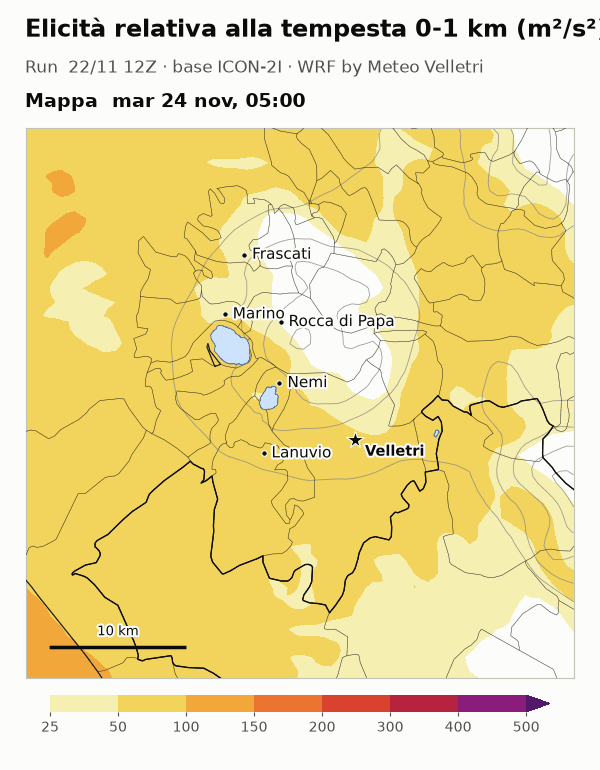 Elicità relativa alla tempesta 0-1 km (m²/s²)
Run 22/11 12Z · base ICON-2I · WRF by Meteo Velletri
Mappa mar 24 nov, 05:00
Frascati
Marino
Rocca di Papa
Nemi
Lanuvio
Velletri
10 km
25 50 100 150 200 300 400 500